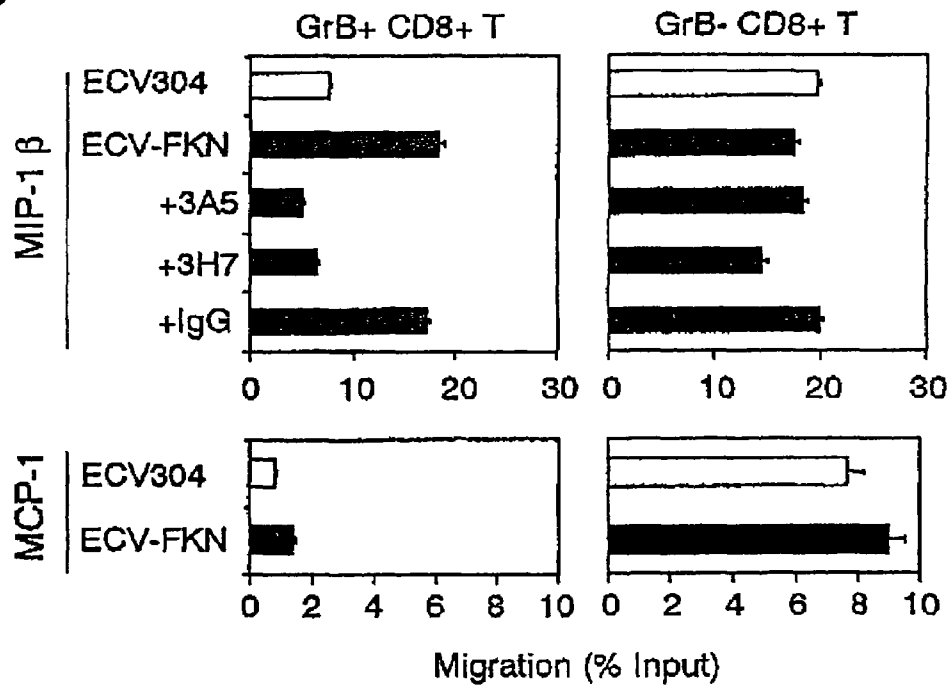 GrB+ CD8+ T
GrB- CD8+ T
MIP-1 β
ECV304
ECV-FKN
+3A5
+3H7
+IgG
0 10 20 30
0 10 20 30
MCP-1
ECV304
ECV-FKN
0 2 4 6 8 10
0 2 4 6 8 10
Migration (% Input)